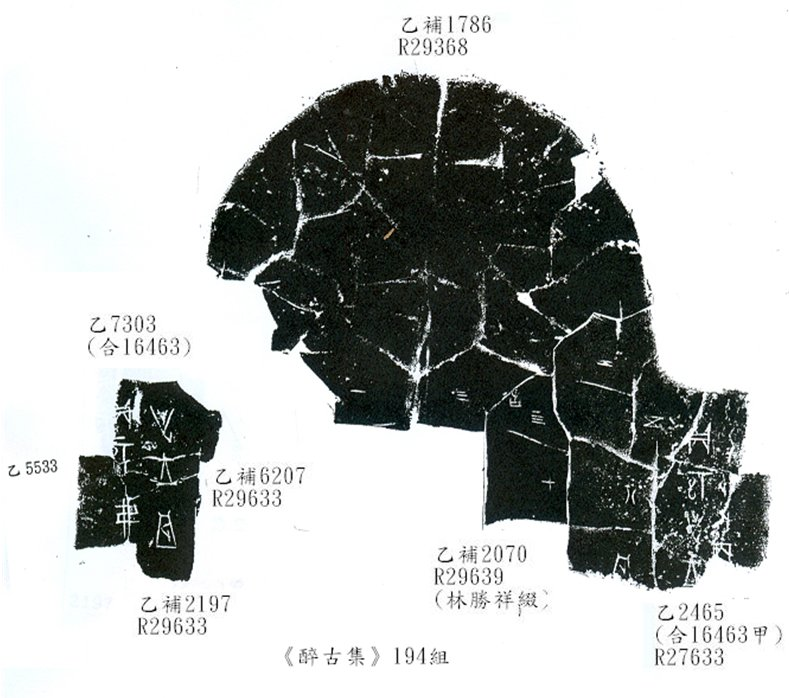 乙補1786
R29368
乙7303
(合16463)
乙5533
乙補6207
R29633
乙補2197
R29633
乙補2070
R29639
(林勝祥綴)
乙2465
(合16463甲)
R27633
《醉古集》194組